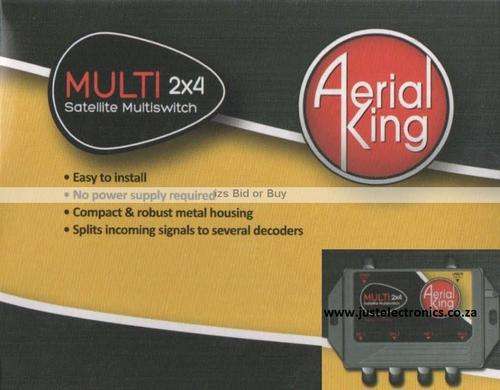 MULTI 2x4
Satellite Multiswitch
Aerial
King
• Easy to install
• No power supply required
izs Bid or Buy
• Compact & robust metal housing
• Splits incoming signals to several decoders
MULTI 2x4
Aerial
King
www.justelectronics.co.za